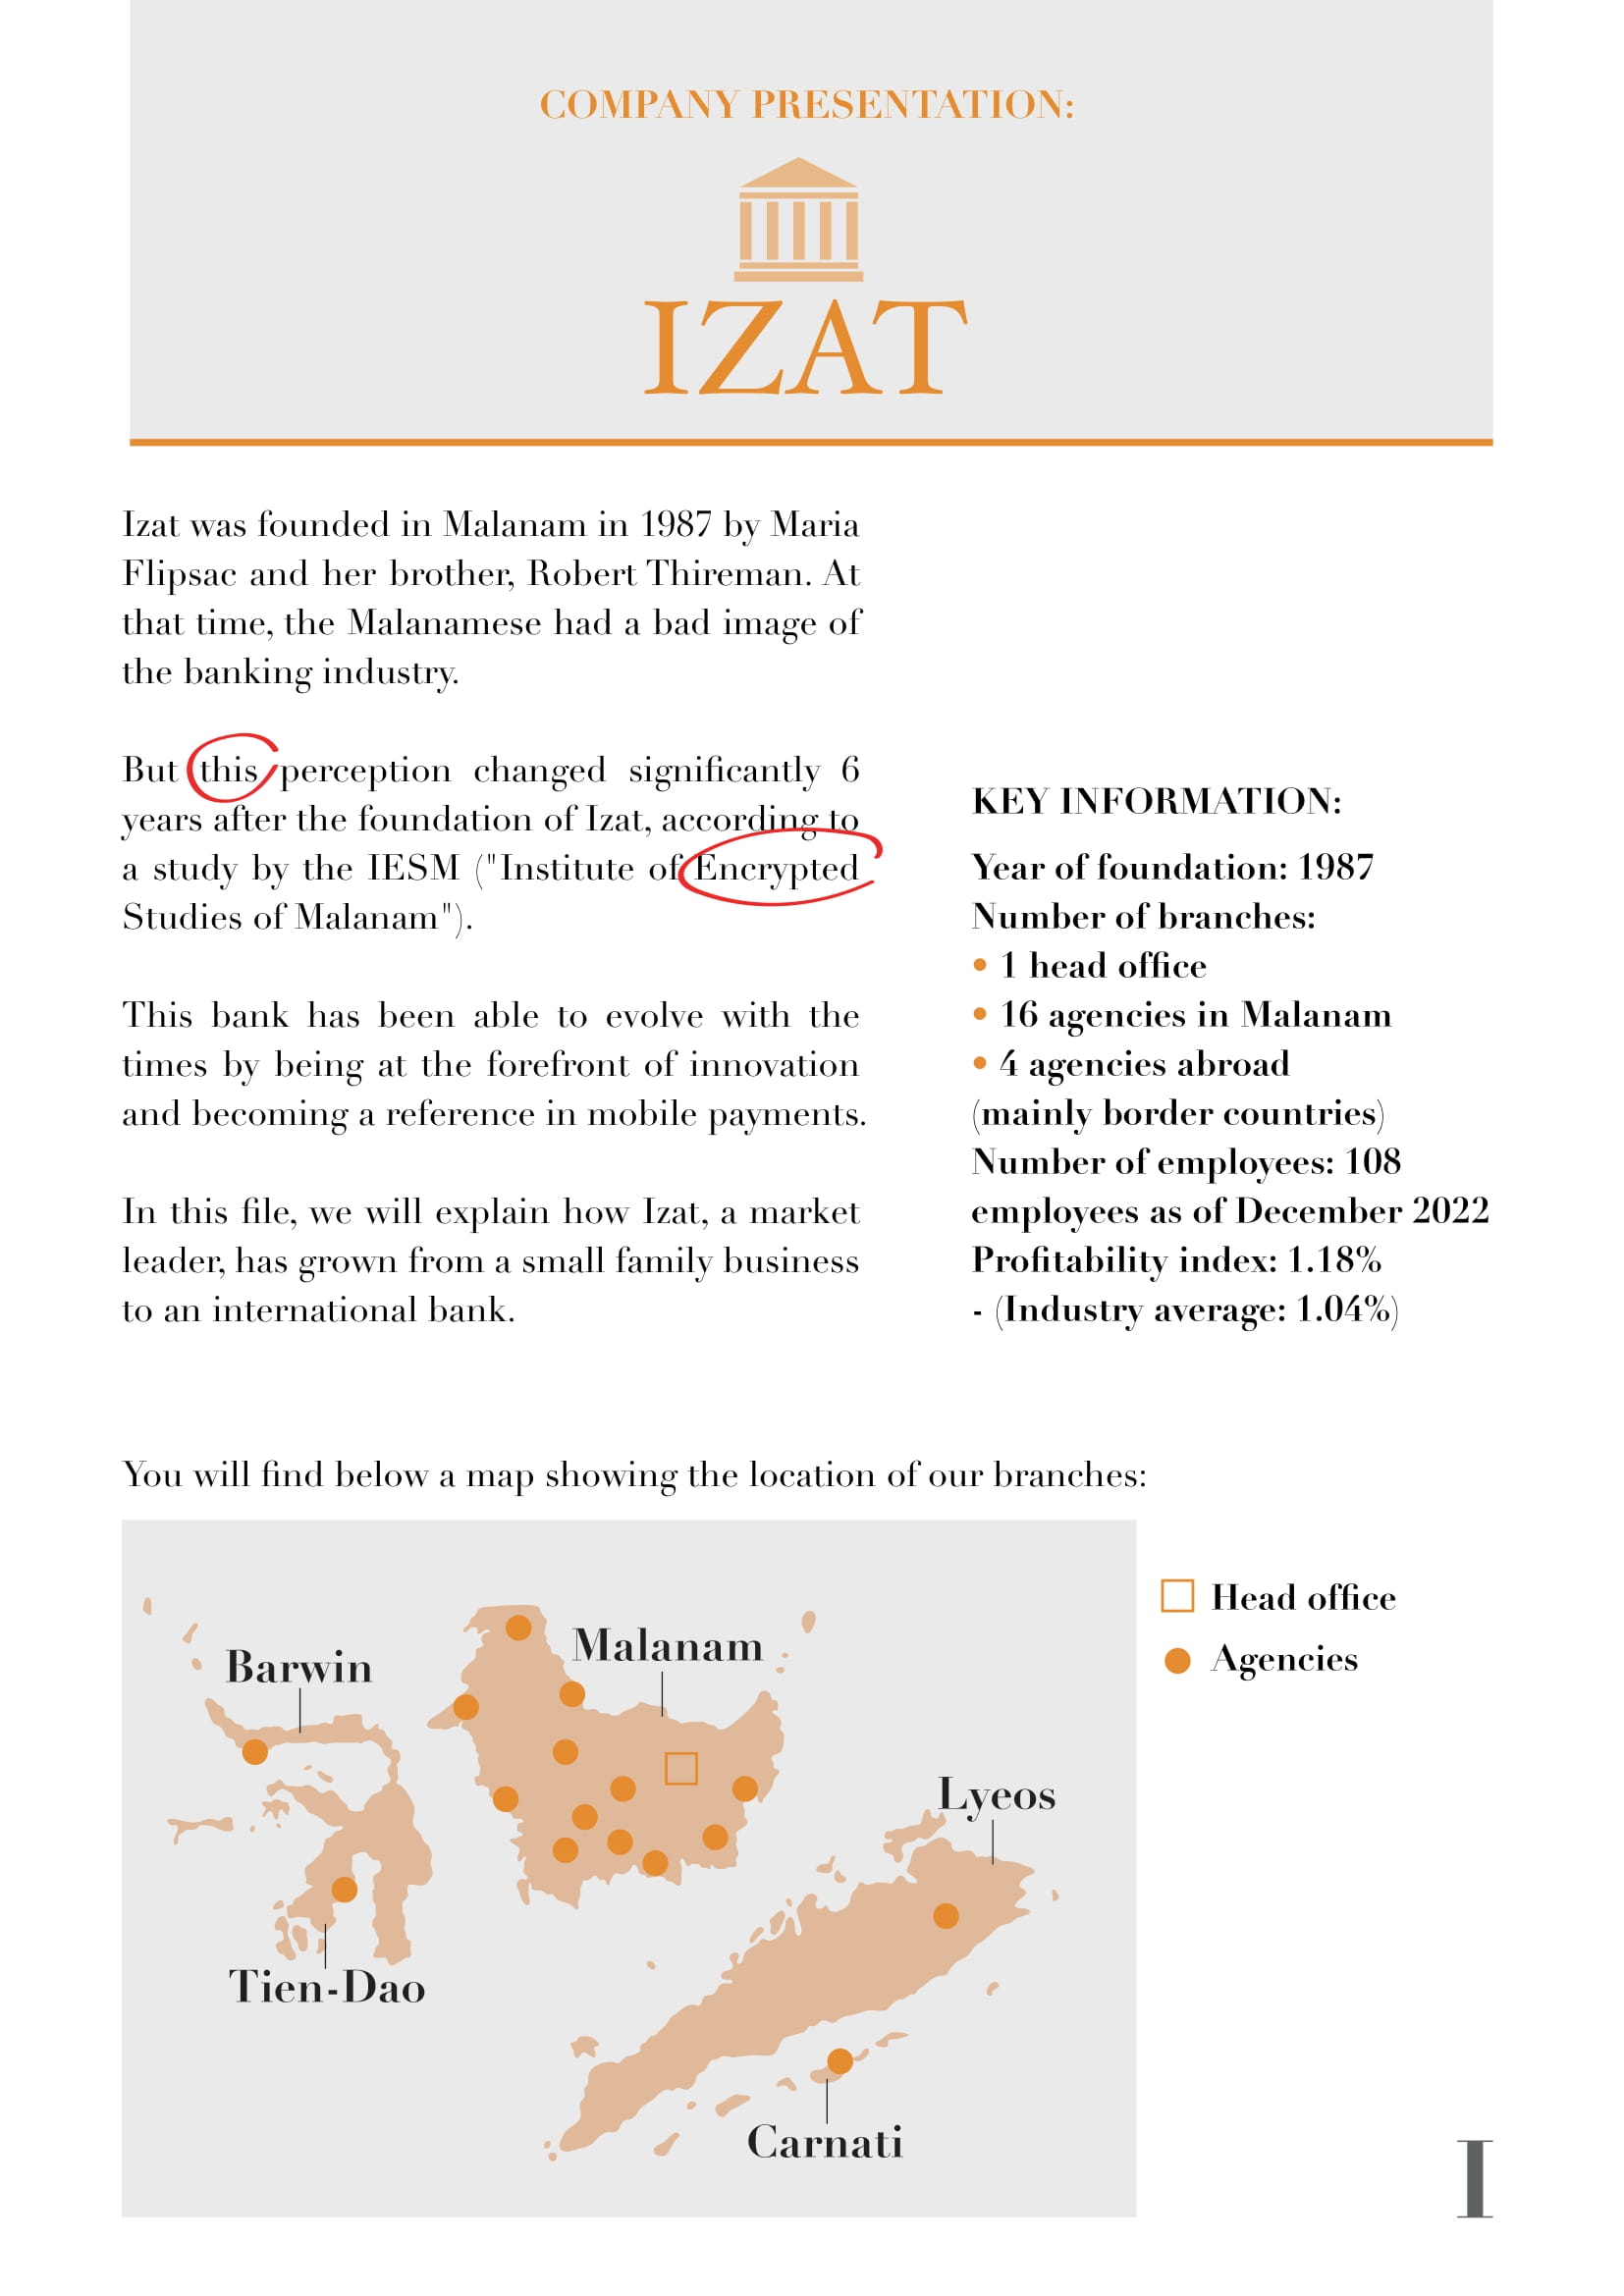 COMPANY PRESENTATION:
IZAT
Izat was founded in Malanam in 1987 by Maria
Flipsac and her brother, Robert Thireman. At
that time, the Malanamese had a bad image of
the banking industry.
But this perception changed significantly 6
years after the foundation of Izat, according to
a study by the IESM ("Institute of Encrypted
Studies of Malanam").
This bank has been able to evolve with the
times by being at the forefront of innovation
and becoming a reference in mobile payments.
In this file, we will explain how Izat, a market
leader, has grown from a small family business
to an international bank.
KEY INFORMATION:
Year of foundation: 1987
Number of branches:
• 1 head office
• 16 agencies in Malanam
• 4 agencies abroad
(mainly border countries)
Number of employees: 108
employees as of December 2022
Profitability index: 1.18%
- (Industry average: 1.04%)
You will find below a map showing the location of our branches:
Head office
Agencies
Malanam
Barwin
Lyeos
Tien-Dao
Carnati
I